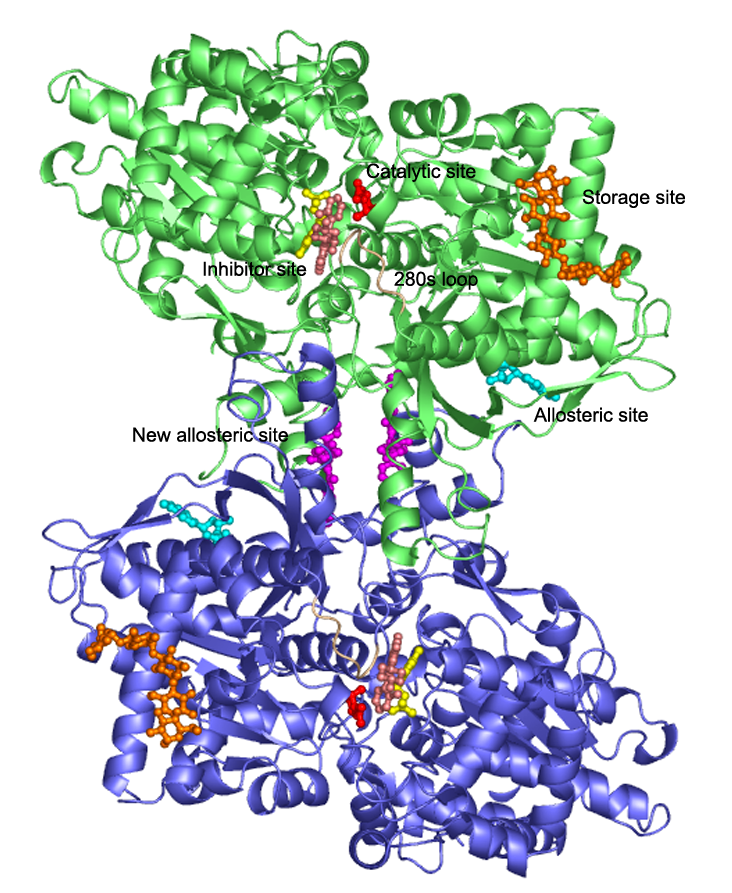 Catalytic site
Storage site
Inhibitor site
280s loop
Allosteric site
New allosteric site